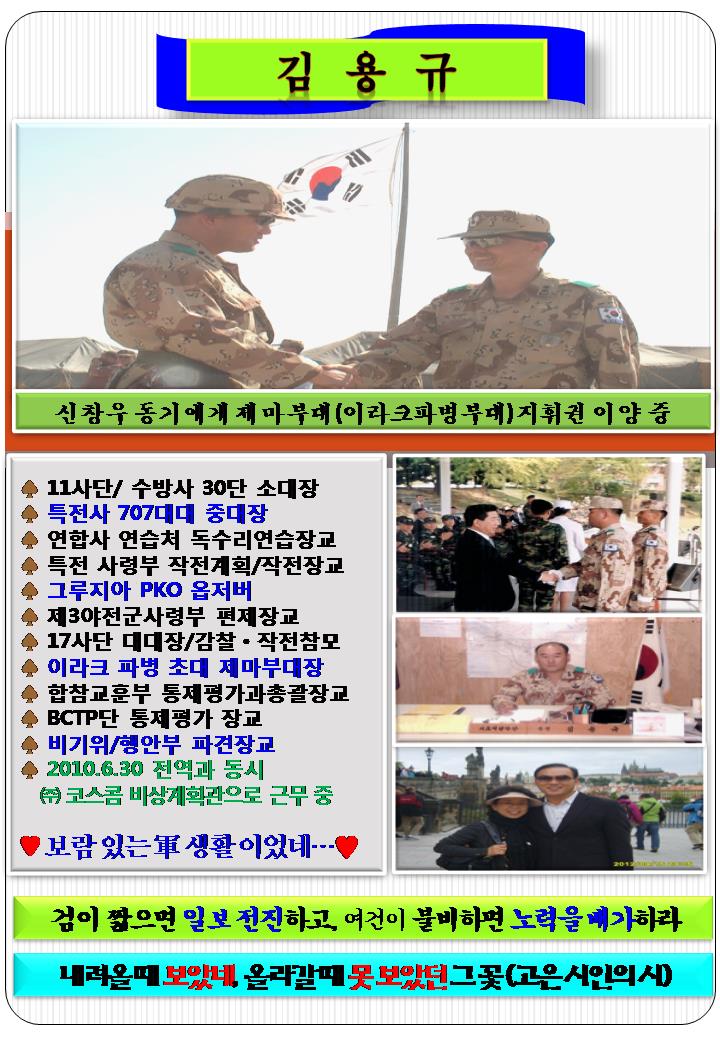 김 용 규
신창우 동기에게 제마부대(이라크파병부대)지휘권 이양 중
♠ 11사단/ 수방사 30단 소대장
♠ 특전사 707대대 중대장
♠ 연합사 연습처 독수리연습장교
♠ 특전 사령부 작전계획/작전장교
♠ 그루지아 PKO 옵저버
♠ 제3야전군사령부 편제장교
♠ 17사단 대대장/감찰·작전참모
♠ 이라크 파병 초대 제마부대장
♠ 합참교훈부 통제평가과총괄장교
♠ BCTP단 통제평가 장교
♠ 비기위/행안부 파견장교
♠ 2010.6.30 전역과 동시
㈜ 코스콤 비상계획관으로 근무 중
♥ 보람 있는 軍 생활 이었네…♥
검이 짧으면 일보 전진하고, 여건이 불비하면 노력을 배가하라
내려올때 보았네, 올라갈때 못 보았던 그 꽃 (고은 시인의 시)